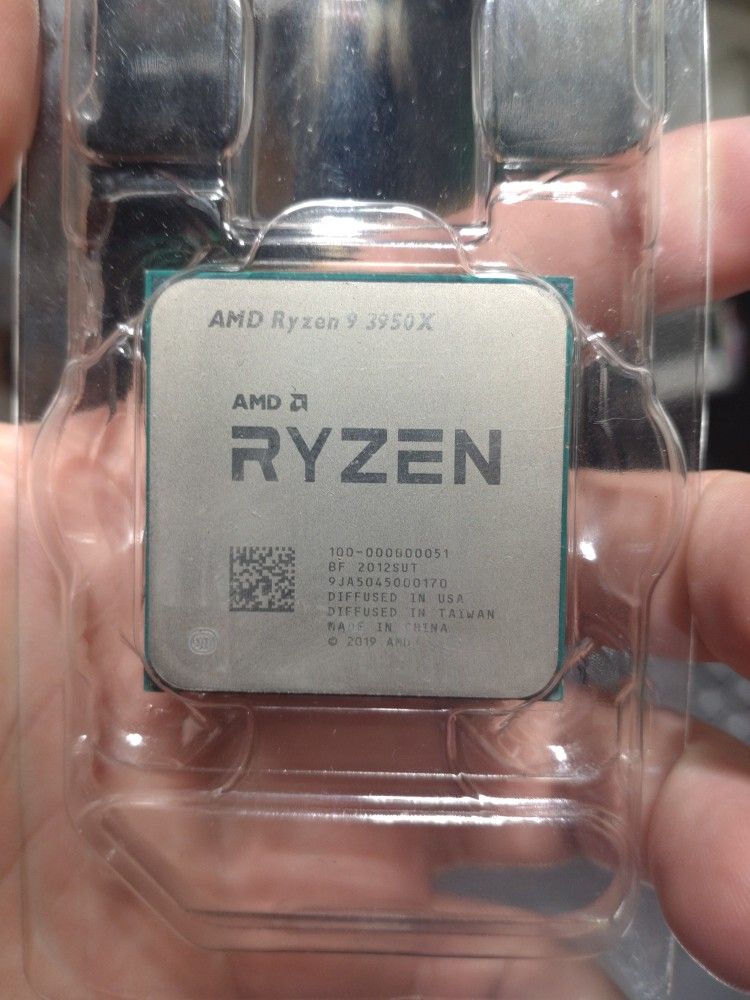 AMD Ryzen 9 3950X
AMD
RYZEN
100-000000051
BF 2012SUT
9JA5045000170
DIFFUSED IN USA
DIFFUSED IN TAIWAN
MADE IN CHINA
© 2019 AMD